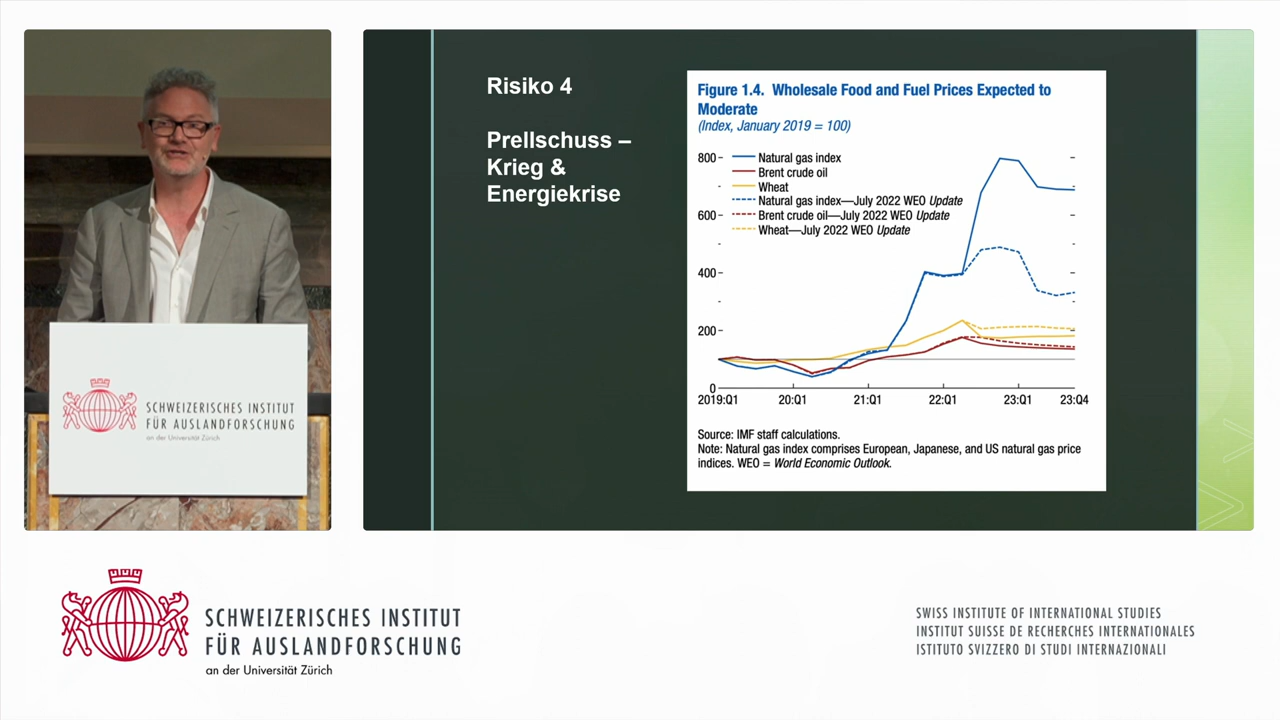 Risiko 4
Prellschuss –
Krieg &
Energiekrise
Figure 1.4. Wholesale Food and Fuel Prices Expected to
Moderate
(Index, January 2019 = 100)
800
600
400
200
0
Natural gas index
Brent crude oil
Wheat
Natural gas index—July 2022 WEO Update
Brent crude oil—July 2022 WEO Update
Wheat—July 2022 WEO Update
2019:Q1 20:Q1 21:Q1 22:Q1 23:Q1 23:Q4
Source: IMF staff calculations.
Note: Natural gas index comprises European, Japanese, and US natural gas price
indices. WEO = World Economic Outlook.
SCHWEIZERISCHES INSTITUT
FÜR AUSLANDFORSCHUNG
an der Universität Zürich
SCHWEIZERISCHES INSTITUT
FÜR AUSLANDFORSCHUNG
an der Universität Zürich
SWISS INSTITUTE OF INTERNATIONAL STUDIES
INSTITUT SUISSE DE RECHERCHES INTERNATIONALES
ISTITUTO SVIZZERO DI STUDI INTERNAZIONALI